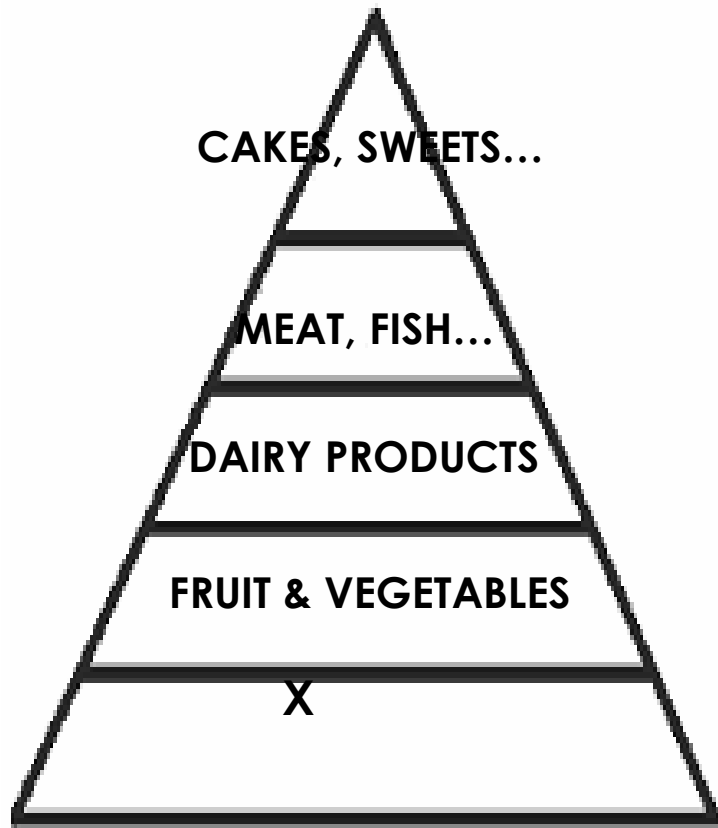 CAKES, SWEETS…
MEAT, FISH…
DAIRY PRODUCTS
FRUIT & VEGETABLES
X